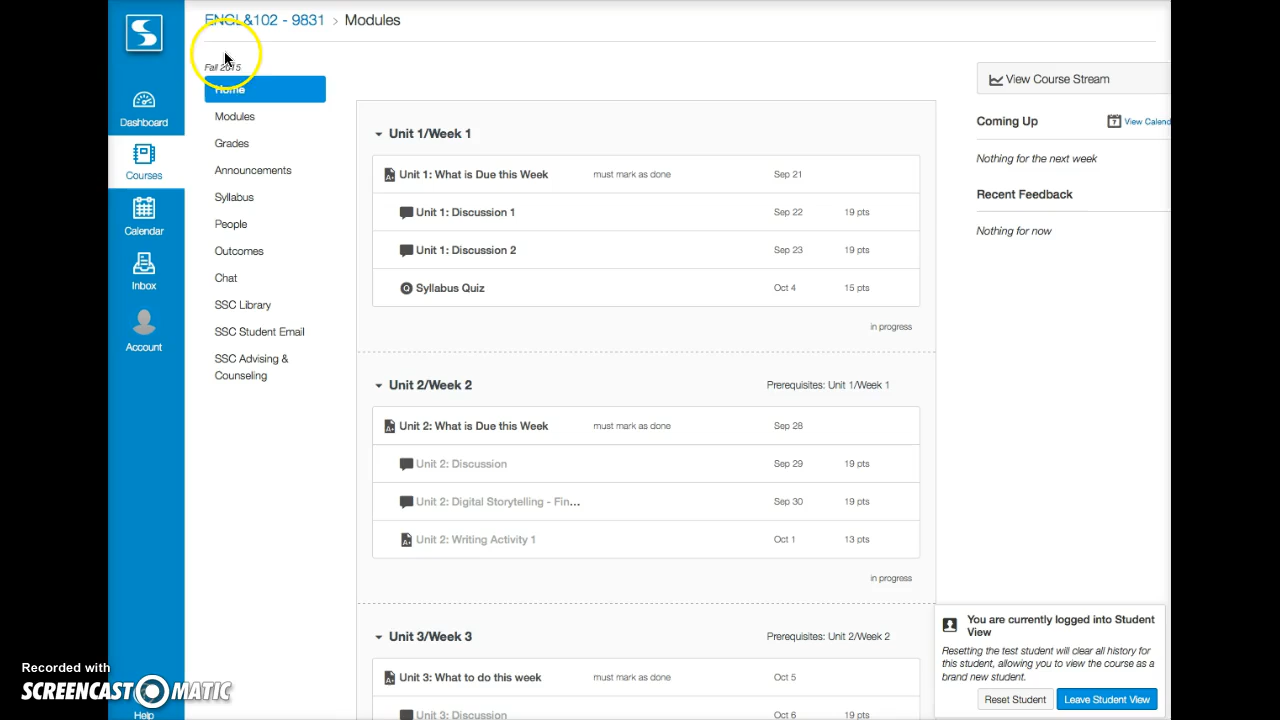 ENGL&102 - 9831 > Modules
Fall 2015
Home
Modules
Grades
Announcements
Syllabus
People
Outcomes
Chat
SSC Library
SSC Student Email
SSC Advising &
Counseling
Dashboard
Courses
Calendar
Inbox
Account
Help
Unit 1/Week 1
Unit 1: What is Due this Week must mark as done Sep 21
Unit 1: Discussion 1 Sep 22 19 pts
Unit 1: Discussion 2 Sep 23 19 pts
Syllabus Quiz Oct 4 15 pts
in progress
Unit 2/Week 2 Prerequisites: Unit 1/Week 1
Unit 2: What is Due this Week must mark as done Sep 28
Unit 2: Discussion Sep 29 19 pts
Unit 2: Digital Storytelling - Fin... Sep 30 19 pts
Unit 2: Writing Activity 1 Oct 1 13 pts
in progress
Unit 3/Week 3 Prerequisites: Unit 2/Week 2
Unit 3: What to do this week must mark as done Oct 5
Unit 3: Discussion Oct 6 19 pts
View Course Stream
Coming Up 7 View Calend
Nothing for the next week
Recent Feedback
Nothing for now
You are currently logged into Student
View
Resetting the test student will clear all history for
this student, allowing you to view the course as a
brand new student.
Reset Student Leave Student View
Recorded with
SCREENCAST-O-MATIC